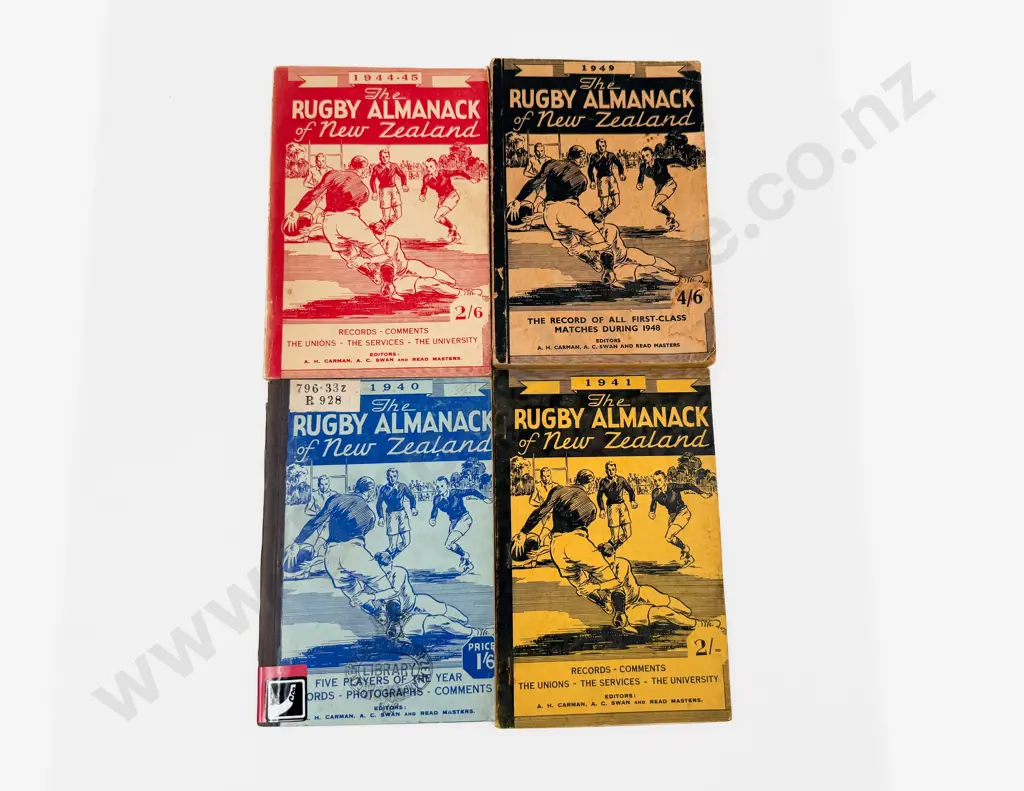 1944-45
The
RUGBY ALMANACK
of New Zealand
2/6
RECORDS - COMMENTS
THE UNIONS - THE SERVICES - THE UNIVERSITY
EDITORS:
A. H. CARMAN, A. C. SWAN AND READ MASTERS.
1949
The
RUGBY ALMANACK
of New Zealand
4/6
THE RECORD OF ALL FIRST-CLASS
MATCHES DURING 1948
EDITORS
A. H. CARMAN, A. C. SWAN AND READ MASTERS
796.33z
R 928
1940
The
RUGBY ALMANACK
of New Zealand
PRICE
1/6
LIBRARY
FIVE PLAYERS OF THE YEAR
ORDS - PHOTOGRAPHS - COMMENTS
EDITORS:
H. CARMAN, A. C. SWAN AND READ MASTERS.
1941
The
RUGBY ALMANACK
of New Zealand
2/-
RECORDS - COMMENTS
THE UNIONS - THE SERVICES - THE UNIVERSITY
EDITORS:
A. H. CARMAN, A. C. SWAN AND READ MASTERS.
www.
e.co.nz